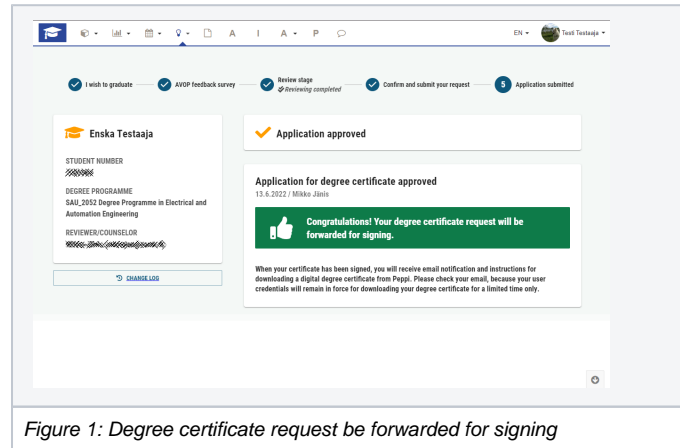 A I A P EN Testi Testaaja
I wish to graduate AVOP feedback survey Review stage Reviewing completed Confirm and submit your request 5 Application submitted
Enska Testaaja
STUDENT NUMBER
DEGREE PROGRAMME
SAU_2052 Degree Programme in Electrical and
Automation Engineering
REVIEWER/COUNSELOR
CHANGE LOG
Application approved
Application for degree certificate approved
13.6.2022 / Mikko Jänis
Congratulations! Your degree certificate request will be
forwarded for signing.
When your certificate has been signed, you will receive email notification and instructions for
downloading a digital degree certificate from Peppi. Please check your email, because your user
credentials will remain in force for downloading your degree certificate for a limited time only.
Figure 1: Degree certificate request be forwarded for signing